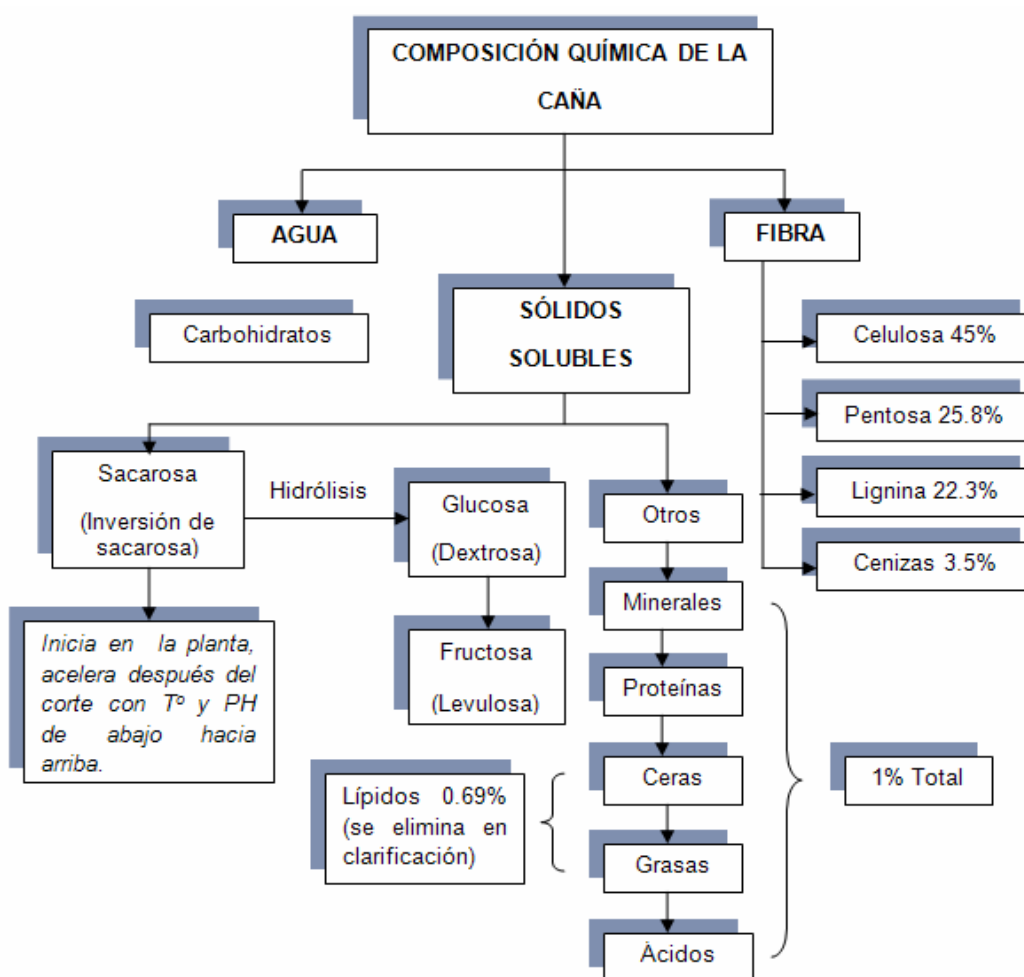 COMPOSICIÓN QUÍMICA DE LA
CAÑA
AGUA
FIBRA
SÓLIDOS
SOLUBLES
Carbohidratos
Celulosa 45%
Pentosa 25.8%
Lignina 22.3%
Cenizas 3.5%
Sacarosa
(Inversión de
sacarosa)
Hidrólisis
Glucosa
(Dextrosa)
Otros
Inicia en la planta,
acelera después del
corte con Tº y PH
de abajo hacia
arriba.
Fructosa
(Levulosa)
Minerales
Proteínas
Ceras
Grasas
Ácidos
Lípidos 0.69%
(se elimina en
clarificación)
1% Total